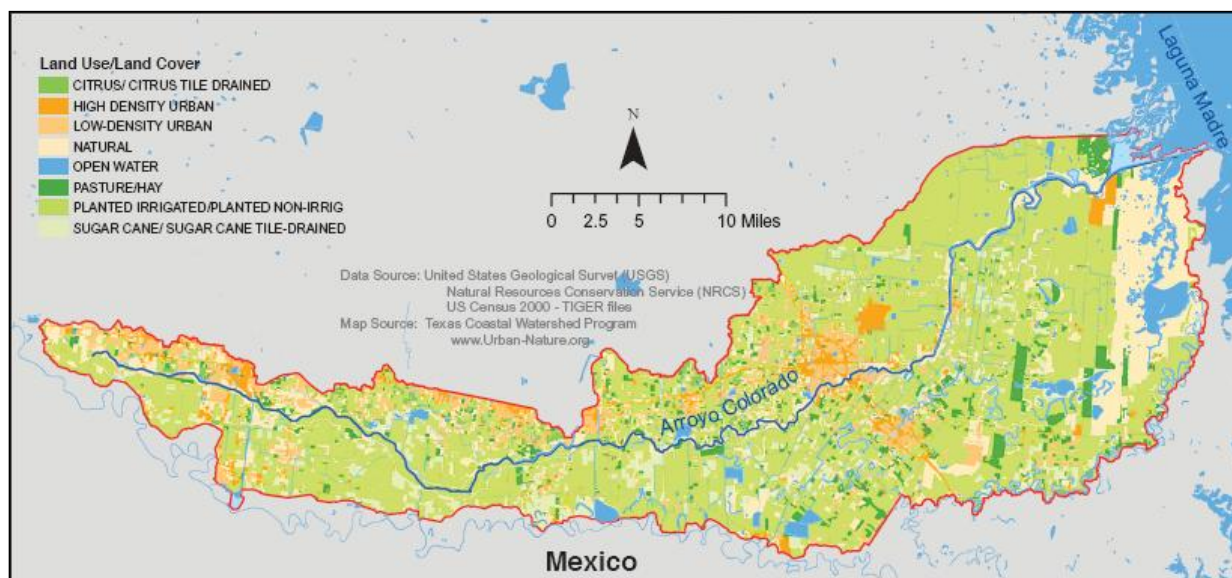 Land Use/Land Cover
CITRUS/ CITRUS TILE DRAINED
HIGH DENSITY URBAN
LOW-DENSITY URBAN
NATURAL
OPEN WATER
PASTURE/HAY
PLANTED IRRIGATED/PLANTED NON-IRRIG
SUGAR CANE/ SUGAR CANE TILE-DRAINED
N
0 2.5 5 10 Miles
Laguna Madre
Data Source: United States Geological Survet (USGS)
Natural Resources Conservation Service (NRCS)
US Census 2000 - TIGER files
Map Source: Texas Coastal Watershed Program
www.Urban-Nature.org
Arroyo Colorado
Mexico